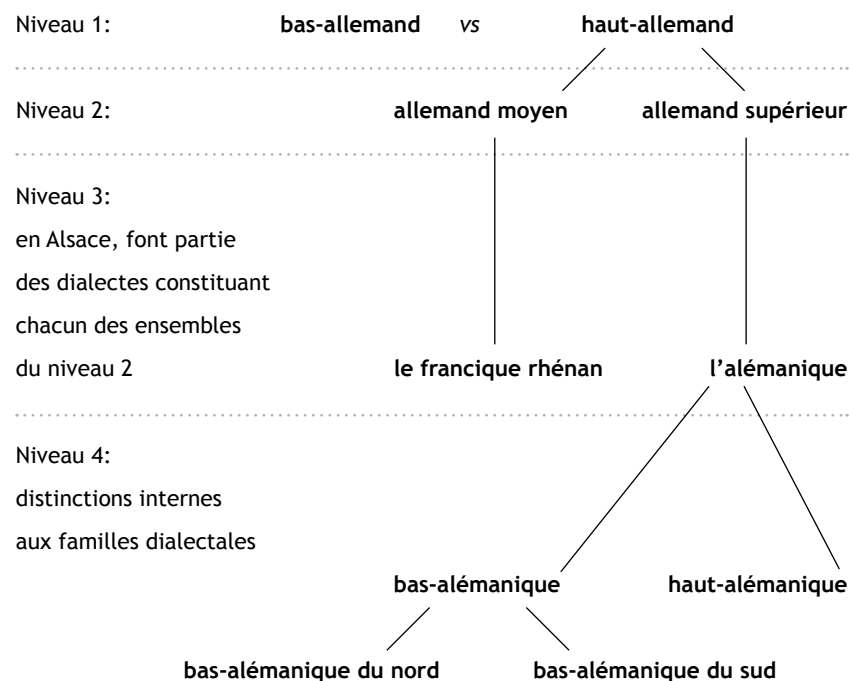 Niveau 1: bas-allemand vs haut-allemand
Niveau 2: allemand moyen allemand supérieur
Niveau 3:
en Alsace, font partie
des dialectes constituant
chacun des ensembles
du niveau 2 le francique rhénan l’alémanique
Niveau 4:
distinctions internes
aux familles dialectales
bas-alémanique haut-alémanique
bas-alémanique du nord bas-alémanique du sud